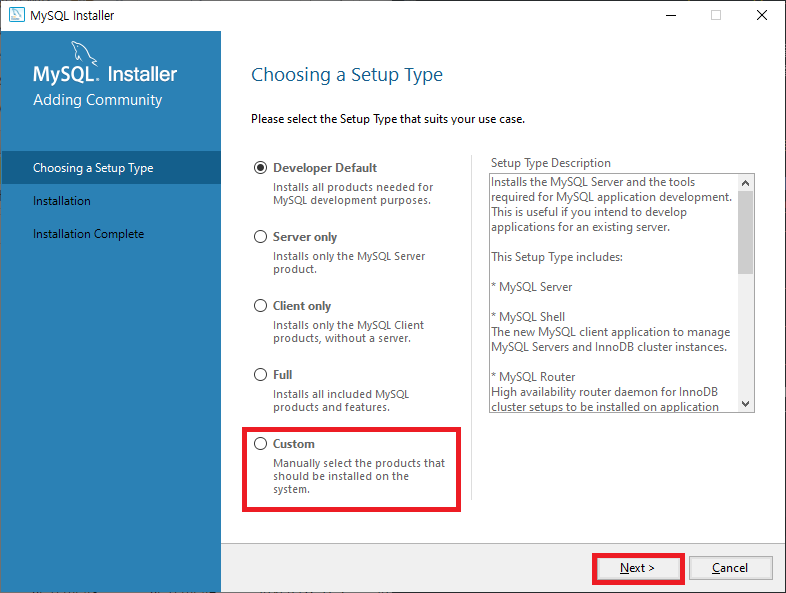 MySQL Installer
MySQL. Installer
Adding Community
Choosing a Setup Type
Installation
Installation Complete
Choosing a Setup Type
Please select the Setup Type that suits your use case.
Developer Default
Installs all products needed for
MySQL development purposes.
Server only
Installs only the MySQL Server
product.
Client only
Installs only the MySQL Client
products, without a server.
Full
Installs all included MySQL
products and features.
Custom
Manually select the products that
should be installed on the
system.
Setup Type Description
Installs the MySQL Server and the tools
required for MySQL application development.
This is useful if you intend to develop
applications for an existing server.
This Setup Type includes:
* MySQL Server
* MySQL Shell
The new MySQL client application to manage
MySQL Servers and InnoDB cluster instances.
* MySQL Router
High availability router daemon for InnoDB
cluster setups to be installed on application
Next >
Cancel